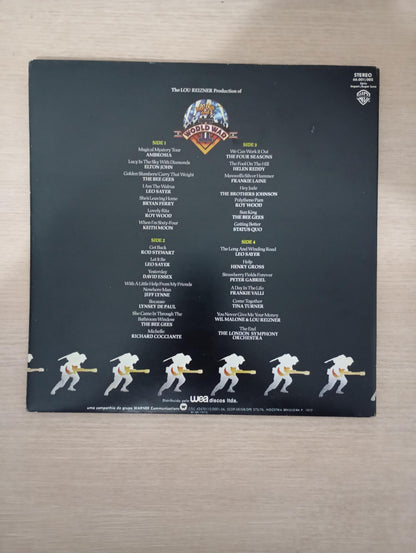 The LOU REIZNER Production of
STEREO
WORLD WAR
II
SIDE 1
Magical Mystery Tour
AMBROSIA
Lucy In The Sky With Diamonds
ELTON JOHN
Golden Slumbers/Carry That Weight
THE BEE GEES
I Am The Walrus
LEO SAYER
She's Leaving Home
BRYAN FERRY
Lovely Rita
ROY WOOD
When I'm Sixty-Four
KEITH MOON
SIDE 2
Get Back
ROD STEWART
Let It Be
LEO SAYER
Yesterday
DAVID ESSEX
With A Little Help From My Friends
Nowhere Man
JEFF LYNNE
Because
LYNSEY DE PAUL
She Came In Through The
Bathroom Window
THE BEE GEES
Michelle
RICHARD COCCIANTE
SIDE 3
We Can Work It Out
THE FOUR SEASONS
The Fool On The Hill
HELEN REDDY
Maxwell's Silver Hammer
FRANKIE LAINE
Hey Jude
THE BROTHERS JOHNSON
Polythene Pam
ROY WOOD
Sun King
THE BEE GEES
Getting Better
STATUS QUO
SIDE 4
The Long And Winding Road
LEO SAYER
Help
HENRY GROSS
Strawberry Fields Forever
PETER GABRIEL
A Day In The Life
FRANKIE VALLI
Come Together
TINA TURNER
You Never Give Me Your Money
WIL MALONE & LOU REIZNER
The End
THE LONDON SYMPHONY
ORCHESTRA
Distribuído pela wea discos ltda.
uma companhia do grupo WARNER Communications